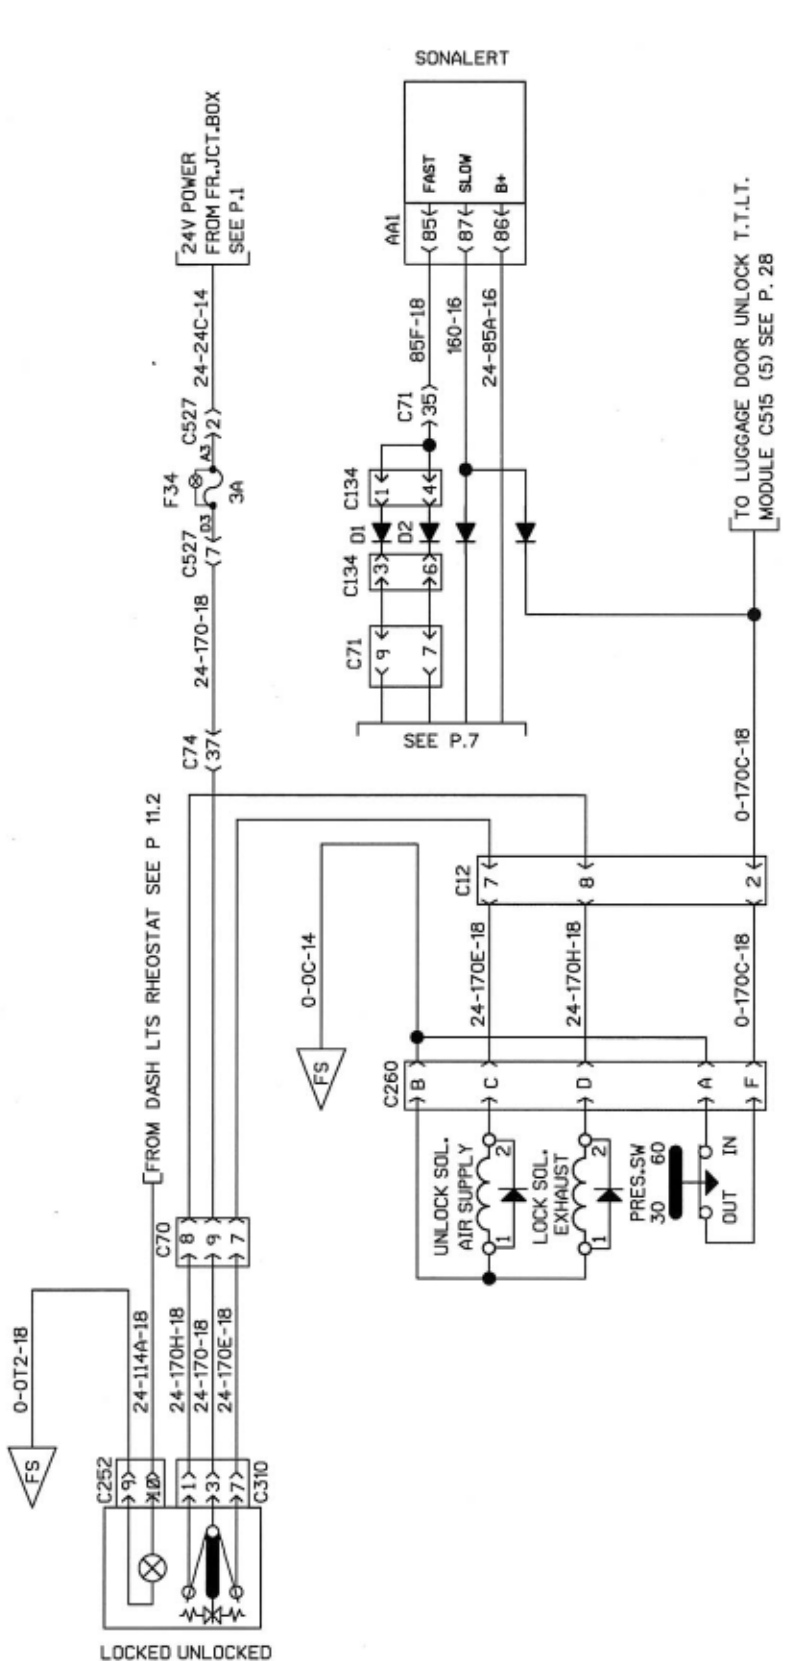 SONALERT
FAST
SLOW
B+
AA1
85
87
86
85F-18
160-16
24-85A-16
24V POWER
FROM FR.JCT.BOX
SEE P.1
24-24C-14
C527
2
A3
F34
3A
D3
C527
7
24-170-18
C74
37
C71
35
C134
1
4
D1
D2
C134
3
6
C71
9
7
SEE P.7
TO LUGGAGE DOOR UNLOCK T.T.LT.
MODULE C515 (5) SEE P. 28
0-170C-18
FROM DASH LTS RHEOSTAT SEE P 11.2
0-0C-14
FS
C12
7
8
2
24-170E-18
24-170H-18
0-170C-18
C260
B
C
D
A
F
UNLOCK SOL.
AIR SUPPLY
1
2
LOCK SOL.
EXHAUST
1
2
PRES.SW
30 60
OUT IN
C70
8
9
7
0-0T2-18
FS
24-114A-18
24-170H-18
24-170-18
24-170E-18
C252
9
10
1
3
7
C310
LOCKED UNLOCKED